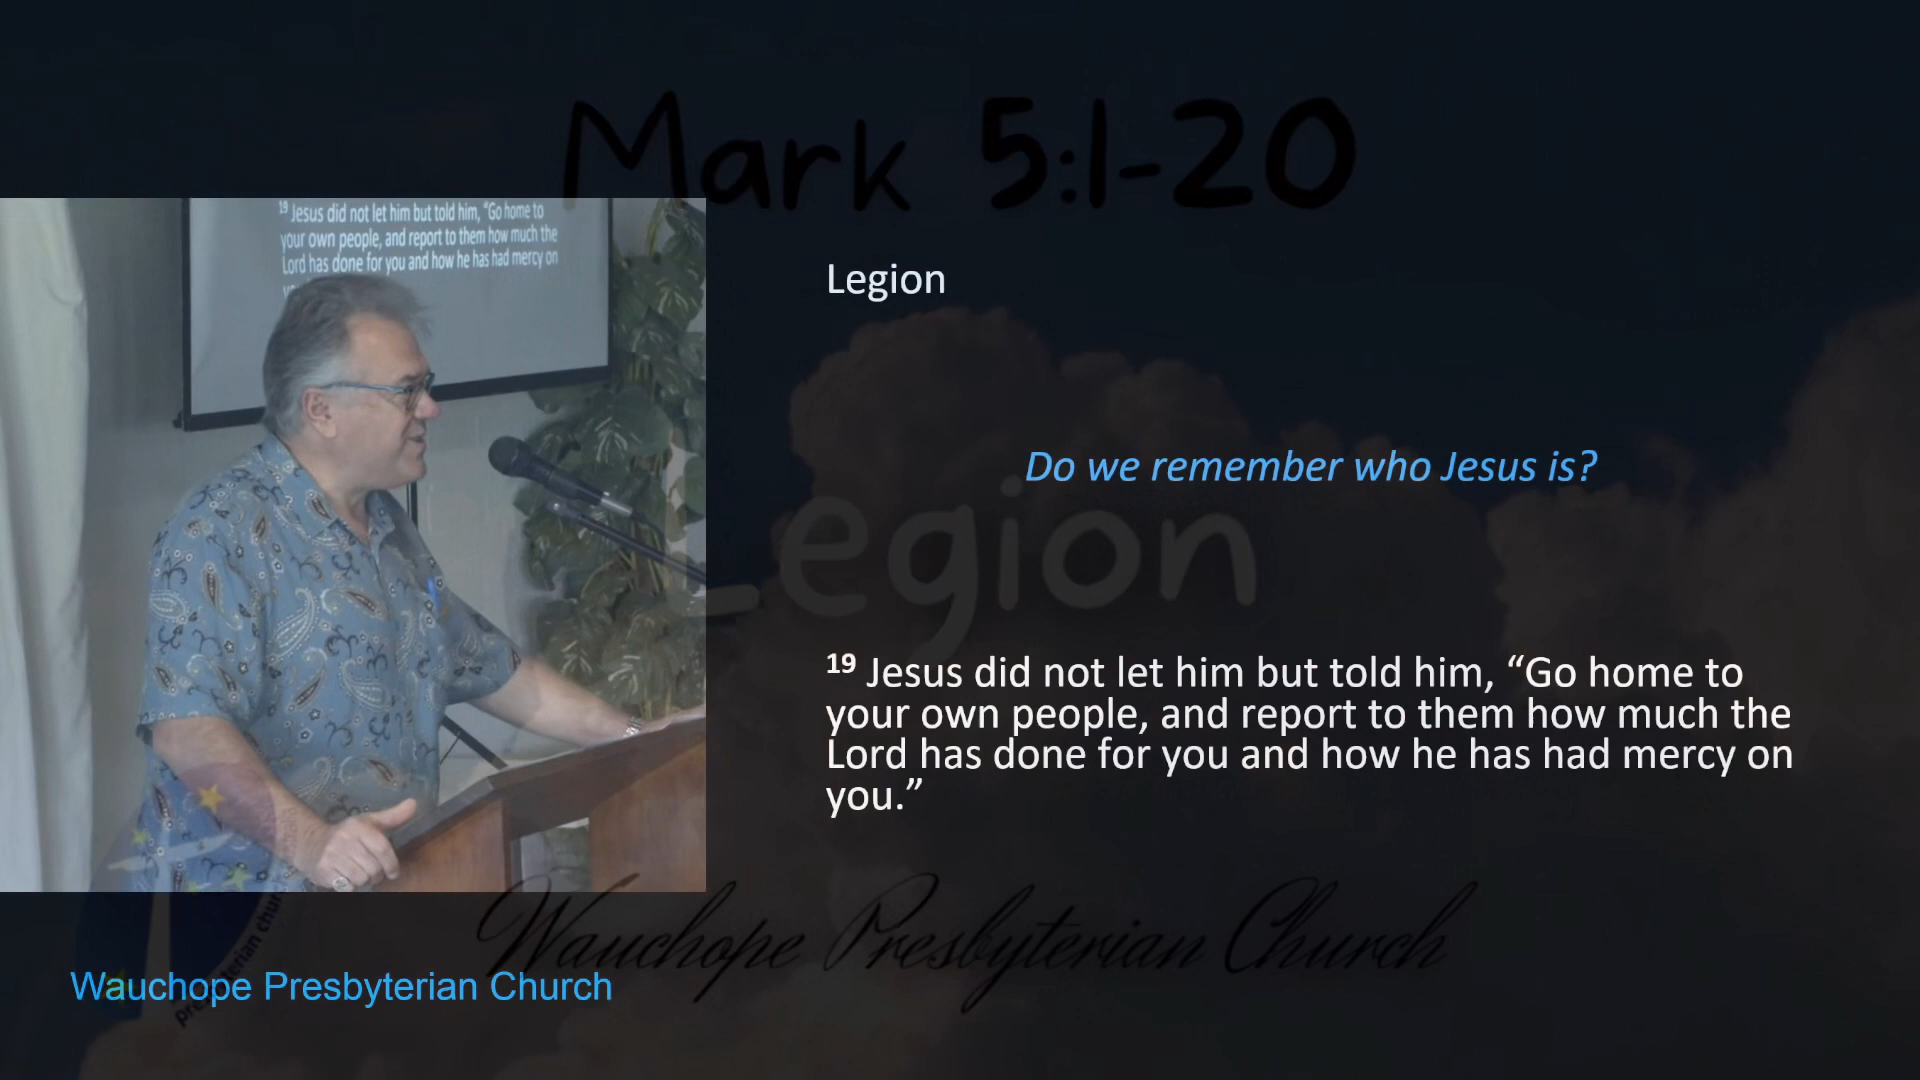 Mark 5:1-20
19 Jesus did not let him but told him, “Go home to
your own people, and report to them how much the
Lord has done for you and how he has had mercy on
Legion
Do we remember who Jesus is?
Legion
19 Jesus did not let him but told him, “Go home to
your own people, and report to them how much the
Lord has done for you and how he has had mercy on
you.”
Wauchope Presbyterian Church
presbyterian
Wauchope Presbyterian Church